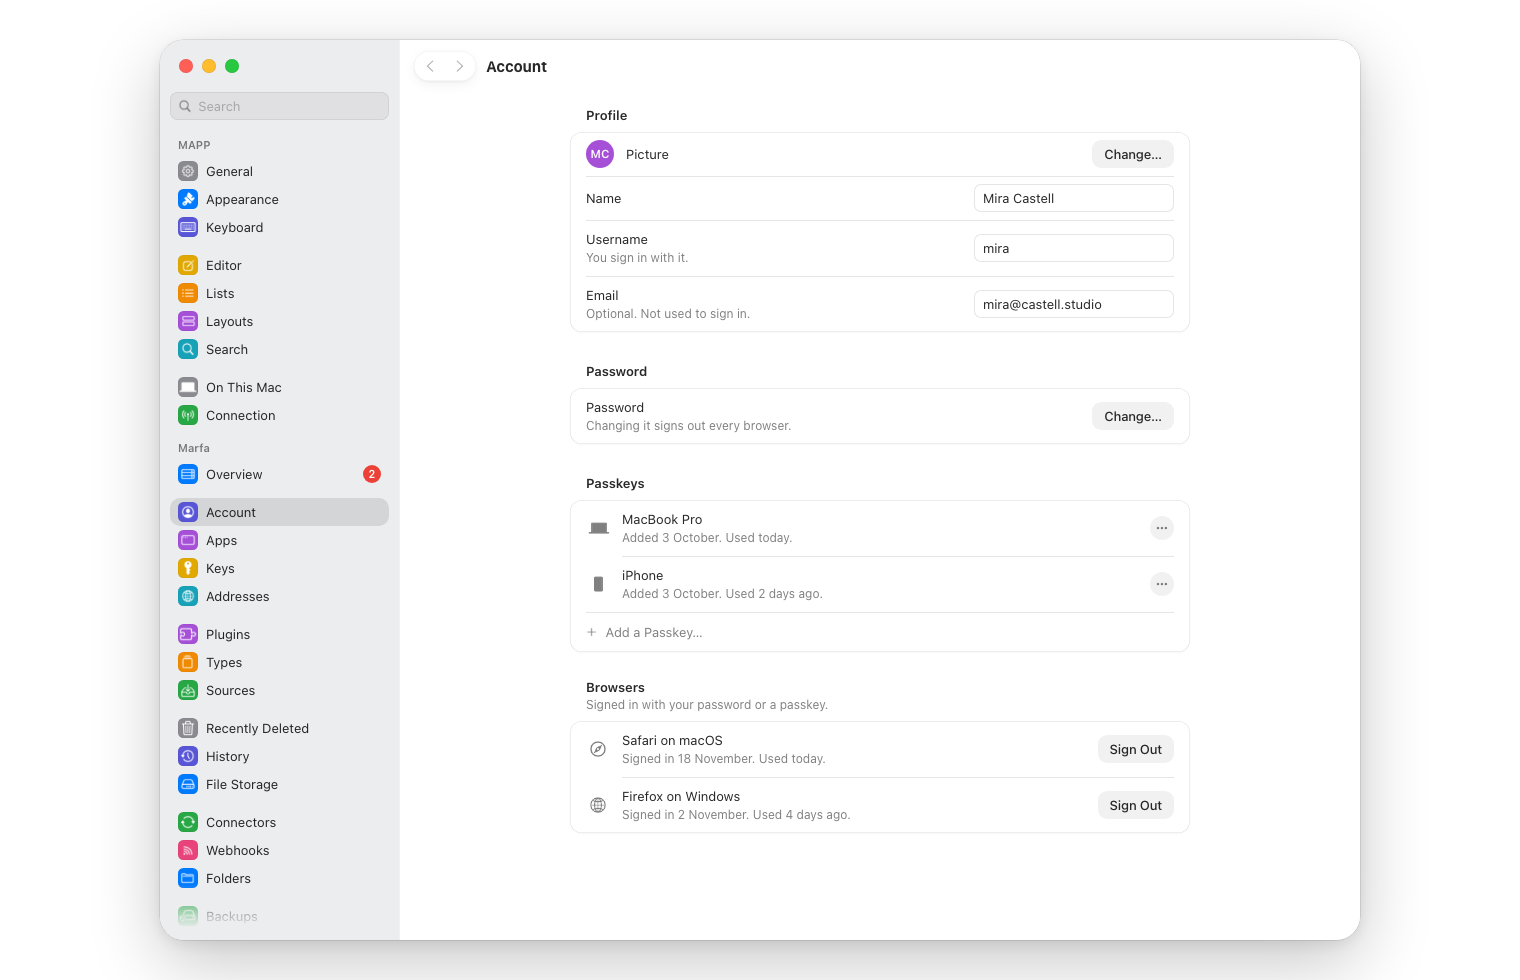 Account
Search
MAPP
General
Appearance
Keyboard
Editor
Lists
Layouts
Search
On This Mac
Connection
Marfa
Overview 2
Account
Apps
Keys
Addresses
Plugins
Types
Sources
Recently Deleted
History
File Storage
Connectors
Webhooks
Folders
Backups
Profile
MC Picture Change...
Name Mira Castell
Username
You sign in with it.
mira
Email
Optional. Not used to sign in.
mira@castell.studio
Password
Password
Changing it signs out every browser.
Change...
Passkeys
MacBook Pro
Added 3 October. Used today.
iPhone
Added 3 October. Used 2 days ago.
Add a Passkey...
Browsers
Signed in with your password or a passkey.
Safari on macOS
Signed in 18 November. Used today.
Sign Out
Firefox on Windows
Signed in 2 November. Used 4 days ago.
Sign Out